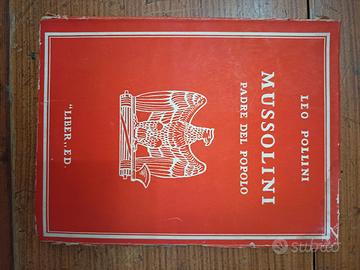 LEO POLLINI
MUSSOLINI
PADRE DEL POPOLO
"LIBER,, ED.
subito